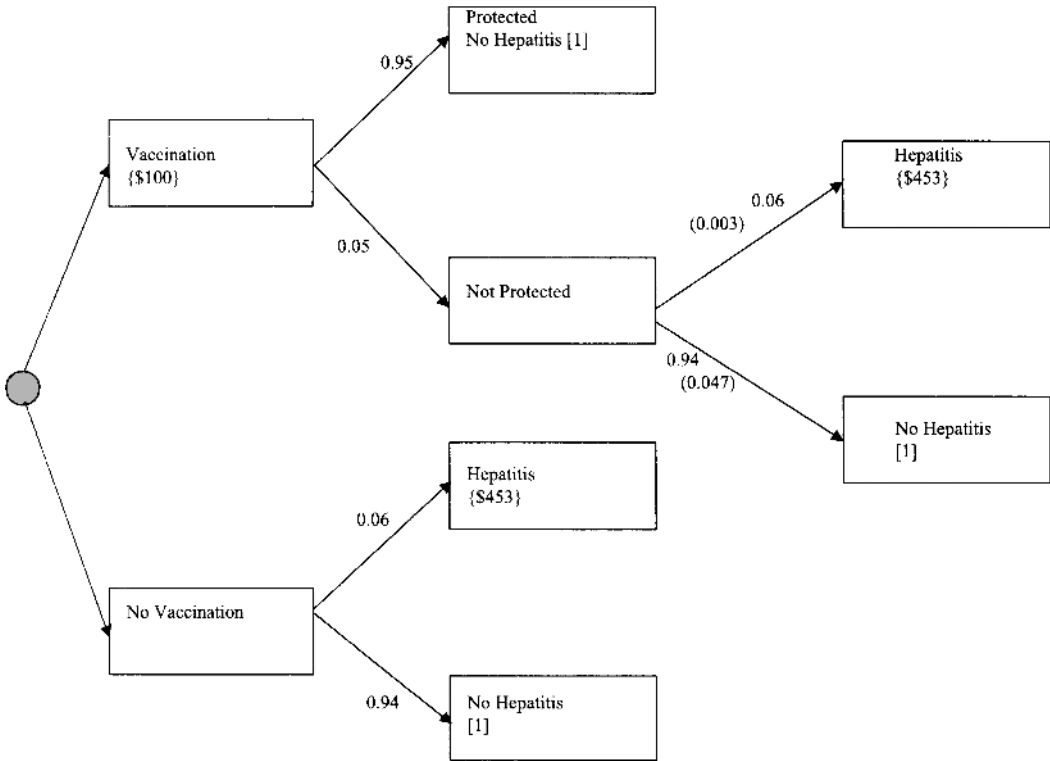 Protected
No Hepatitis [1]
0.95
Vaccination
{$100}
Hepatitis
{$453}
0.06
(0.003)
0.05
Not Protected
0.94
(0.047)
No Hepatitis
[1]
Hepatitis
{$453}
0.06
No Vaccination
0.94
No Hepatitis
[1]